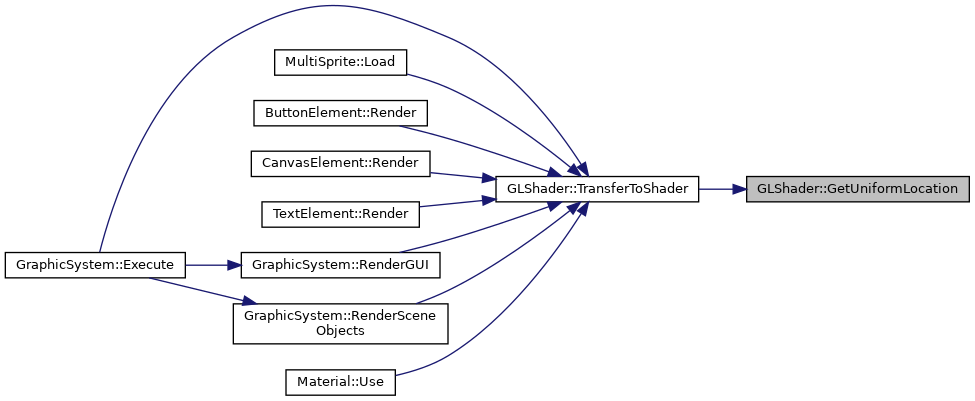 MultiSprite::Load
ButtonElement::Render
CanvasElement::Render
GLShader::TransferToShader
GLShader::GetUniformLocation
TextElement::Render
GraphicSystem::Execute
GraphicSystem::RenderGUI
GraphicSystem::RenderScene
Objects
Material::Use